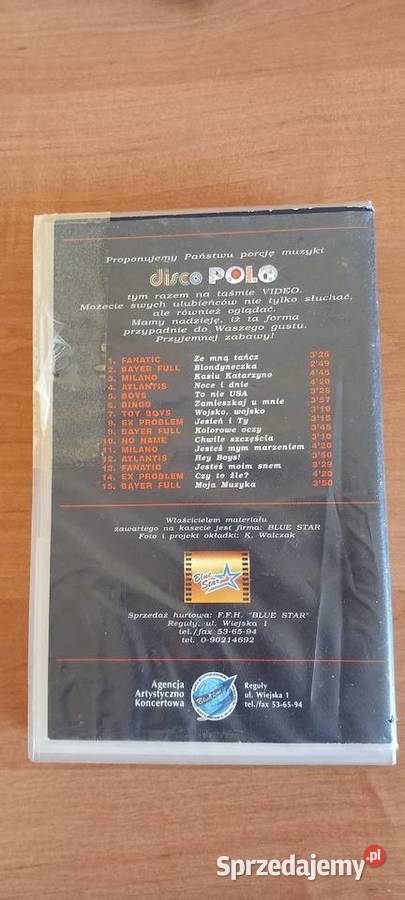 Proponujemy Państwu porcję muzyki
disco POLO
tym razem na taśmie VIDEO.
Możecie swych ulubieńców nie tylko słuchać,
ale również oglądać.
Mamy nadzieję, iż ta forma
przypadnie do Waszego gustu.
Przyjemnej zabawy!
1. FANATIC Ze mną tańcz 3'25
2. BAYER FULL Blondyneczka 2'49
3. MILANO Kasiu Katarzyno 4'45
4. ATLANTIS Noce i dnie 4'20
5. BOYS To nie USA 3'25
6. BINGO Zamieszkaj u mnie 3'57
7. TOY BOYS Wojsko, wojsko 3'19
8. EX PROBLEM Jesień i Ty 3'15
9. BAYER FULL Kolorowe oczy 3'45
10. NO NAME Chwile szczęścia 3'10
11. MILANO Jesteś mym marzeniem 4'20
12. ATLANTIS Hey Boys! 3'50
13. FANATIC Jesteś moim snem 3'29
14. EX PROBLEM Czy to źle? 4'20
15. BAYER FULL Moja Muzyka 3'50
Właścicielem materiału
zawartego na kasecie jest firma: BLUE STAR
Foto i projekt okładki: K. Walczak
Blue Star
Sprzedaż hurtowa: F.F.H. "BLUE STAR"
Reguły, ul. Wiejska 1
tel./fax 53-65-94
tel. 0-90214692
Agencja
Artystyczno
Koncertowa
Blue Star
Reguły
ul. Wiejska 1
tel./fax 53-65-94
Sprzedajemy.pl